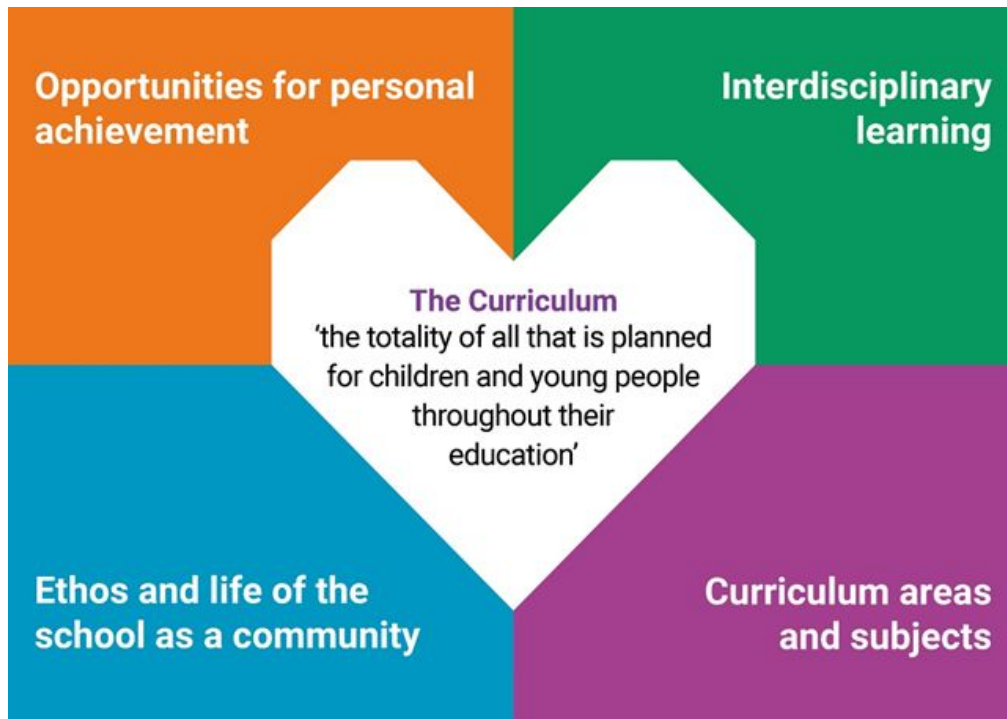 Opportunities for personal
achievement
Interdisciplinary
learning
The Curriculum
‘the totality of all that is planned
for children and young people
throughout their
education’
Ethos and life of the
school as a community
Curriculum areas
and subjects